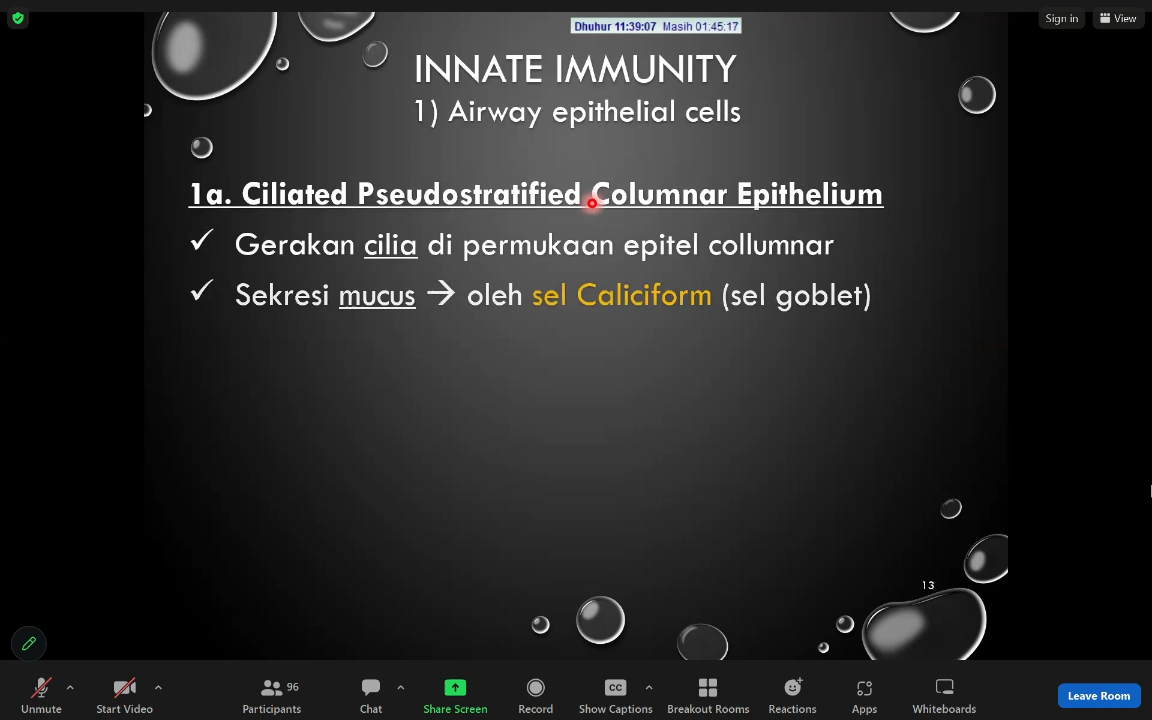 Dhuhur 11:39:07 Masih 01:45:17
Sign in
View
INNATE IMMUNITY
1) Airway epithelial cells
1a. Ciliated Pseudostratified Columnar Epithelium
✓ Gerakan cilia di permukaan epitel collumnar
✓ Sekresi mucus → oleh sel Caliciform (sel goblet)
13
96
CC
Unmute
Start Video
Participants
Chat
Share Screen
Record
Show Captions
Breakout Rooms
Reactions
Apps
Whiteboards
Leave Room